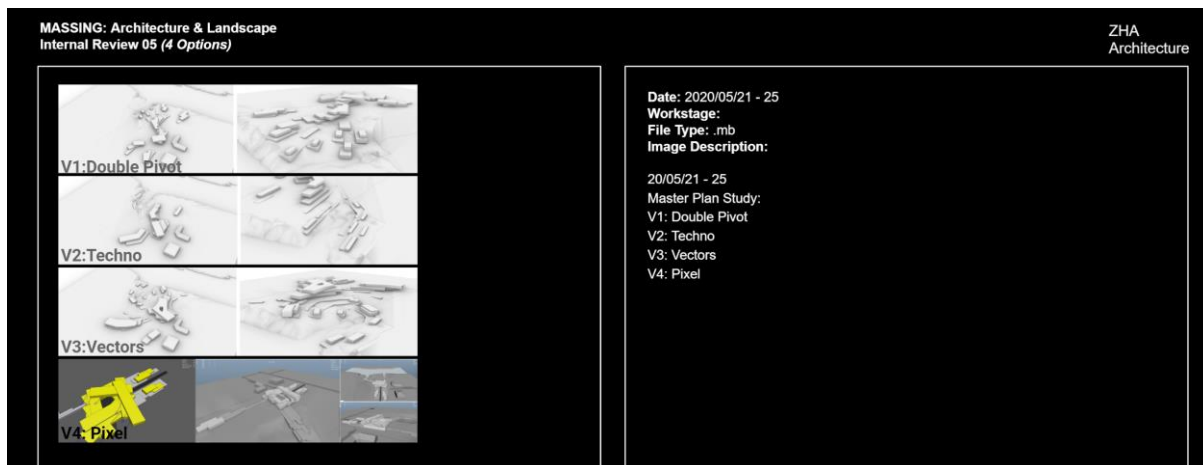 MASSING: Architecture & Landscape
Internal Review 05 (4 Options)
ZHA
Architecture
V1:Double Pivot
V2:Techno
V3:Vectors
V4: Pixel
Date: 2020/05/21 - 25
Workstage:
File Type: .mb
Image Description:
20/05/21 - 25
Master Plan Study:
V1: Double Pivot
V2: Techno
V3: Vectors
V4: Pixel